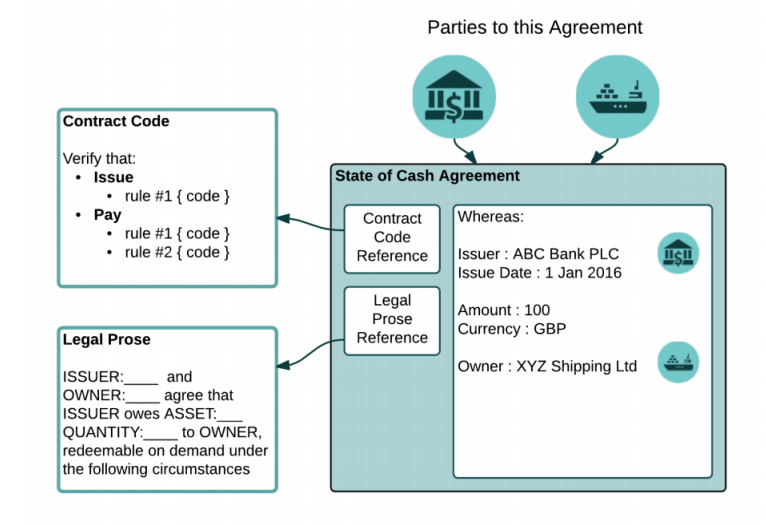 Parties to this Agreement
Contract Code
Verify that:
• Issue
• rule #1 { code }
• Pay
• rule #1 { code }
• rule #2 { code }
State of Cash Agreement
Contract
Code
Reference
Legal
Prose
Reference
Whereas:
Issuer : ABC Bank PLC
Issue Date : 1 Jan 2016
Amount : 100
Currency : GBP
Owner : XYZ Shipping Ltd
Legal Prose
ISSUER:____ and
OWNER:____ agree that
ISSUER owes ASSET:___
QUANTITY:____ to OWNER,
redeemable on demand under
the following circumstances